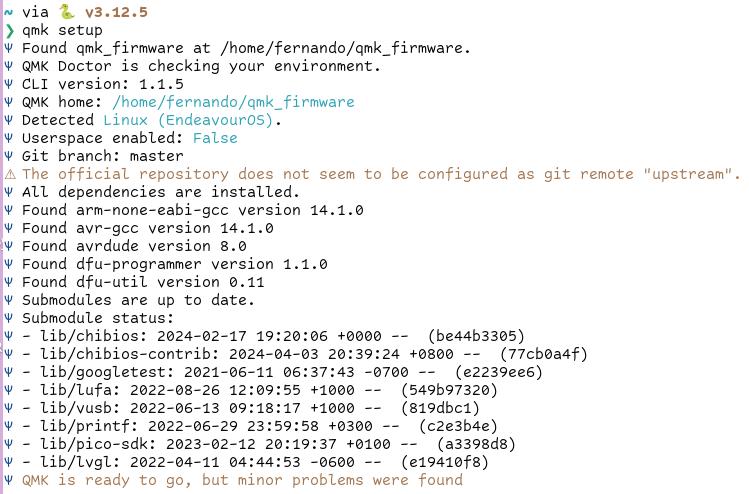 ~ via 🐍 v3.12.5
❯ qmk setup
Ψ Found qmk_firmware at /home/fernando/qmk_firmware.
Ψ QMK Doctor is checking your environment.
Ψ CLI version: 1.1.5
Ψ QMK home: /home/fernando/qmk_firmware
Ψ Detected Linux (EndeavourOS).
Ψ Userspace enabled: False
Ψ Git branch: master
⚠ The official repository does not seem to be configured as git remote "upstream".
Ψ All dependencies are installed.
Ψ Found arm-none-eabi-gcc version 14.1.0
Ψ Found avr-gcc version 14.1.0
Ψ Found avrdude version 8.0
Ψ Found dfu-programmer version 1.1.0
Ψ Found dfu-util version 0.11
Ψ Submodules are up to date.
Ψ Submodule status:
Ψ - lib/chibios: 2024-02-17 19:20:06 +0000 --  (be44b3305)
Ψ - lib/chibios-contrib: 2024-04-03 20:39:24 +0800 --  (77cb0a4f)
Ψ - lib/googletest: 2021-06-11 06:37:43 -0700 --  (e2239ee6)
Ψ - lib/lufa: 2022-08-26 12:09:55 +1000 --  (549b97320)
Ψ - lib/vusb: 2022-06-13 09:18:17 +1000 --  (819dbc1)
Ψ - lib/printf: 2022-06-29 23:59:58 +0300 --  (c2e3b4e)
Ψ - lib/pico-sdk: 2023-02-12 20:19:37 +0100 --  (a3398d8)
Ψ - lib/lvgl: 2022-04-11 04:44:53 -0600 --  (e19410f8)
Ψ QMK is ready to go, but minor problems were found